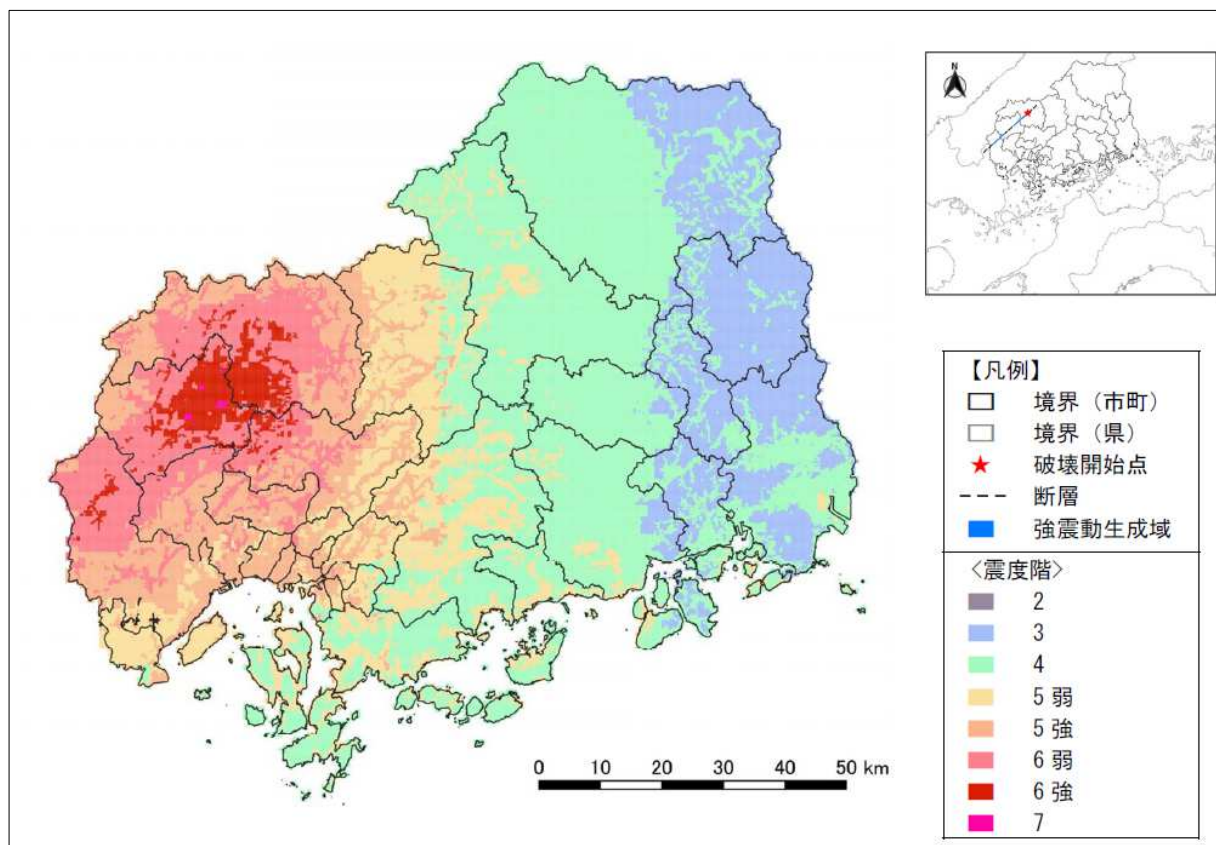 N
【凡例】
境界（市町）
境界（県）
破壊開始点
断層
強震動生成域
<震度階>
2
3
4
5 弱
5 強
6 弱
6 強
7
0 10 20 30 40 50 km